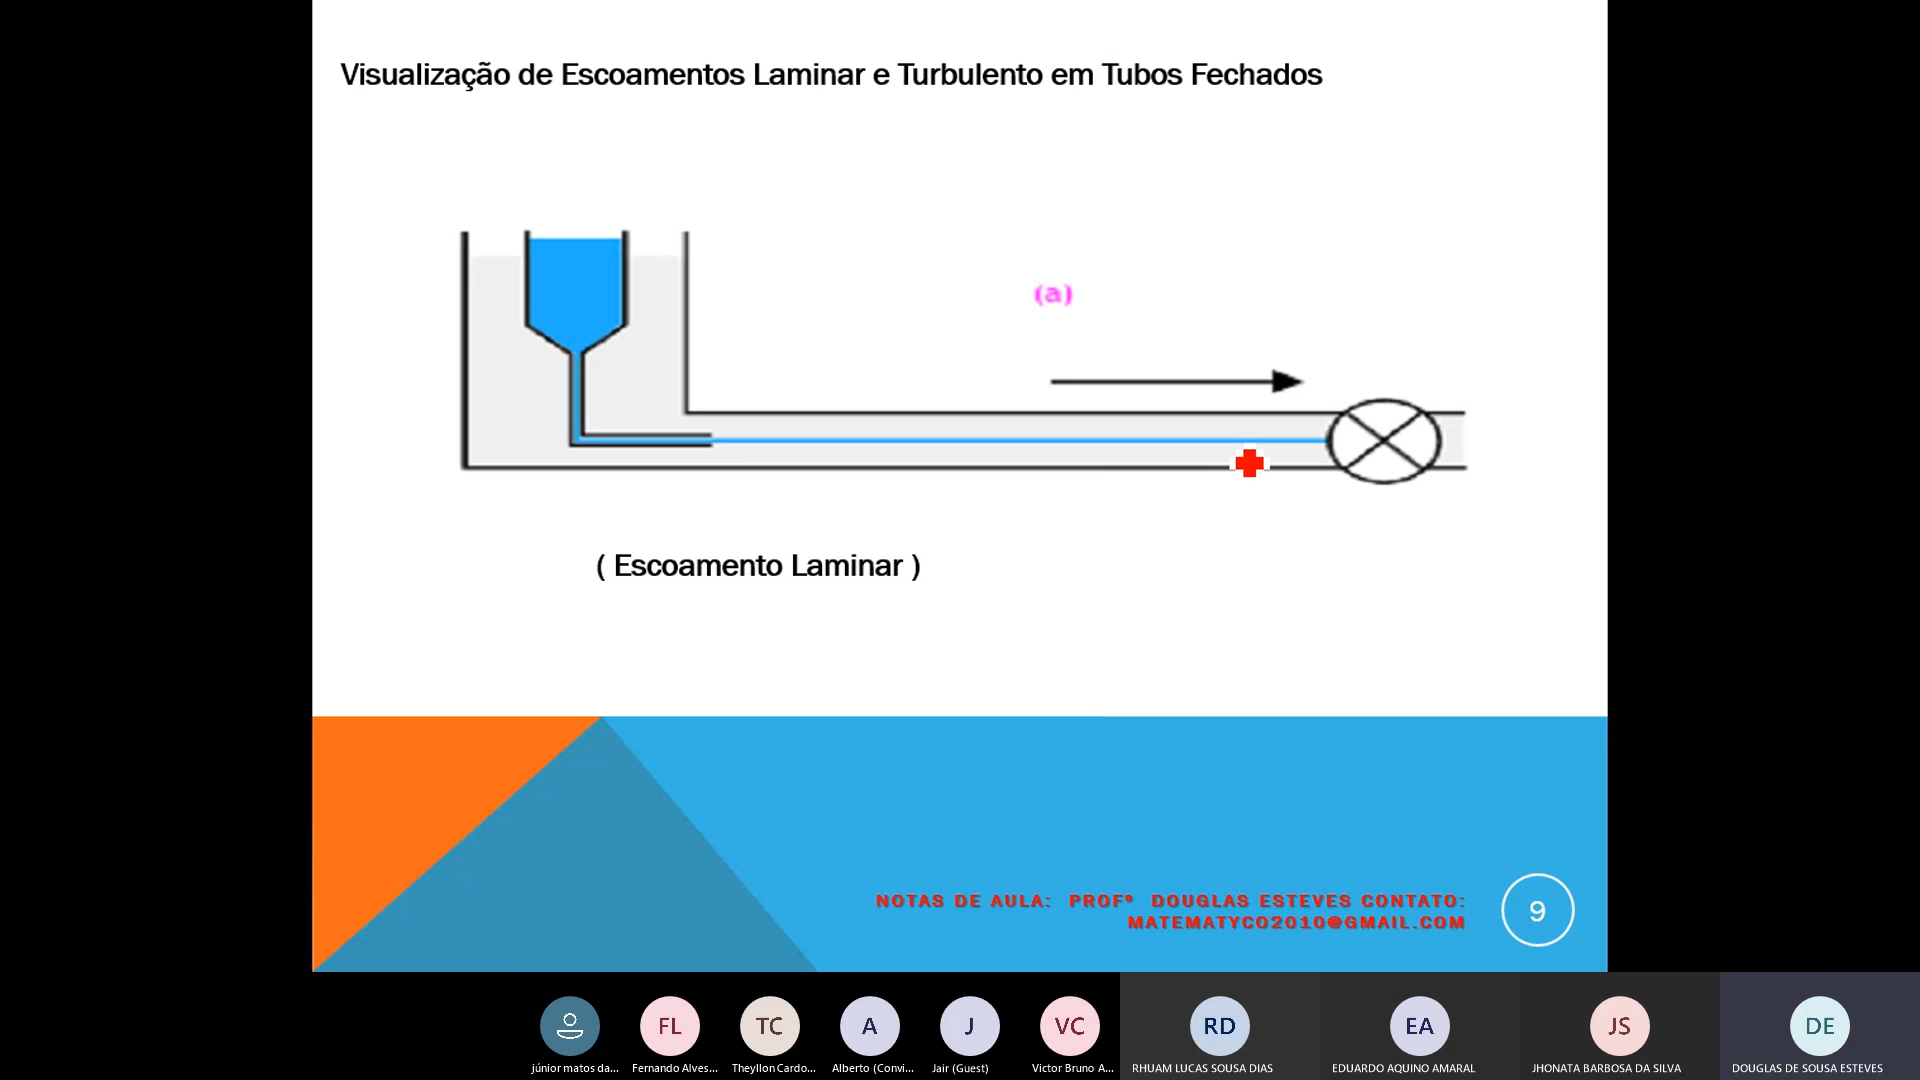 Visualização de Escoamentos Laminar e Turbulento em Tubos Fechados
(a)
( Escoamento Laminar )
NOTAS DE AULA: PROFº DOUGLAS ESTEVES CONTATO:
MATEMATYCO2010@GMAIL.COM
9
FL
TC
A
J
VC
RD
EA
JS
DE
júnior matos da...
Fernando Alves...
Theyllon Cardo...
Alberto (Convi...
Jair (Guest)
Victor Bruno A...
RHUAM LUCAS SOUSA DIAS
EDUARDO AQUINO AMARAL
JHONATA BARBOSA DA SILVA
DOUGLAS DE SOUSA ESTEVES